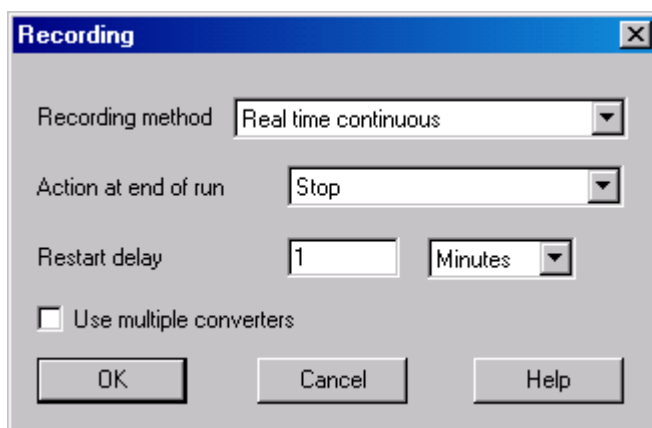 Recording
Recording method Real time continuous
Action at end of run Stop
Restart delay 1 Minutes
Use multiple converters
OK Cancel Help